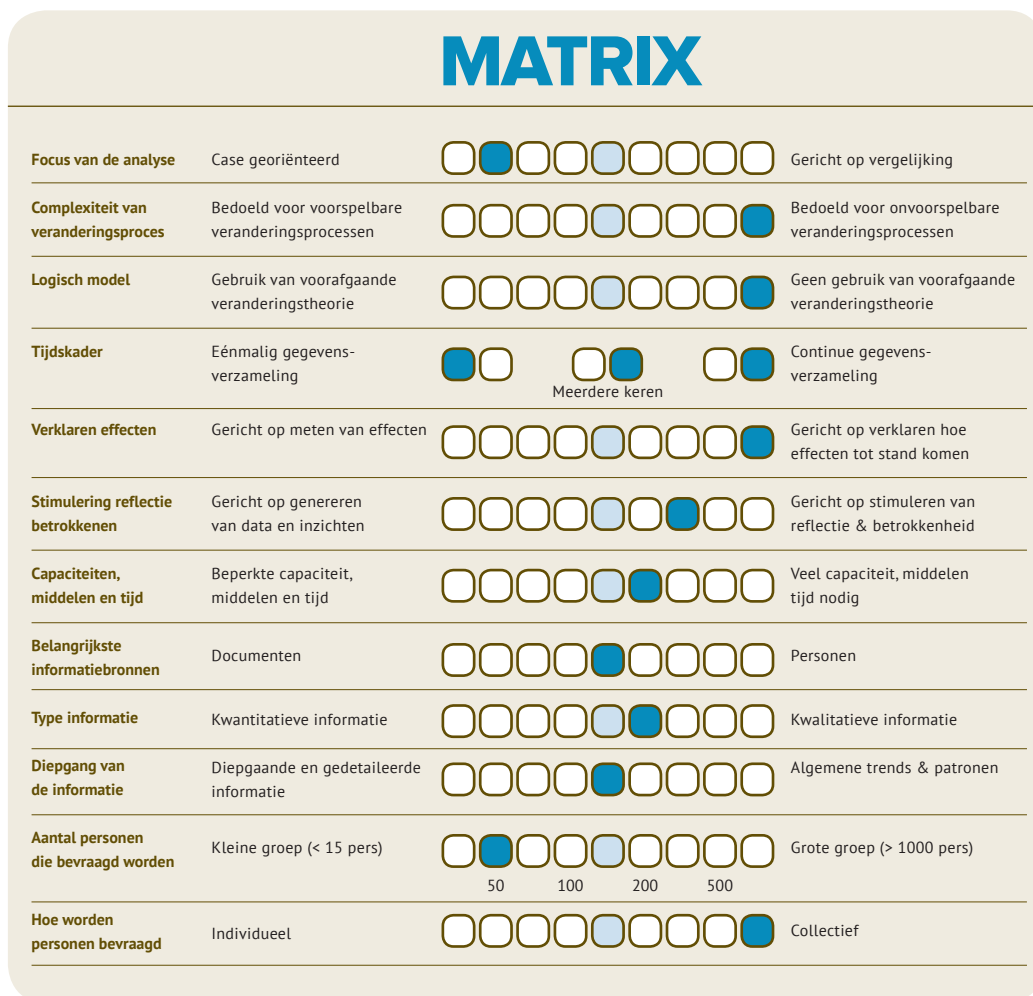 MATRIX
Focus van de analyse
Case georiënteerd
Gericht op vergelijking
Complexiteit van
veranderingsproces
Bedoeld voor voorspelbare
veranderingsprocessen
Bedoeld voor onvoorspelbare
veranderingsprocessen
Logisch model
Gebruik van voorafgaande
veranderingstheorie
Geen gebruik van voorafgaande
veranderingstheorie
Tijdskader
Eénmalig gegevens-
verzameling
Meerdere keren
Continue gegevens-
verzameling
Verklaren effecten
Gericht op meten van effecten
Gericht op verklaren hoe
effecten tot stand komen
Stimulering reflectie
betrokkenen
Gericht op genereren
van data en inzichten
Gericht op stimuleren van
reflectie & betrokkenheid
Capaciteiten,
middelen en tijd
Beperkte capaciteit,
middelen en tijd
Veel capaciteit, middelen
tijd nodig
Belangrijkste
informatiebronnen
Documenten
Personen
Type informatie
Kwantitatieve informatie
Kwalitatieve informatie
Diepgang van
de informatie
Diepgaande en gedetaileerde
informatie
Algemene trends & patronen
Aantal personen
die bevraagd worden
Kleine groep (< 15 pers)
50 100 200 500
Grote groep (> 1000 pers)
Hoe worden
personen bevraagd
Individueel
Collectief